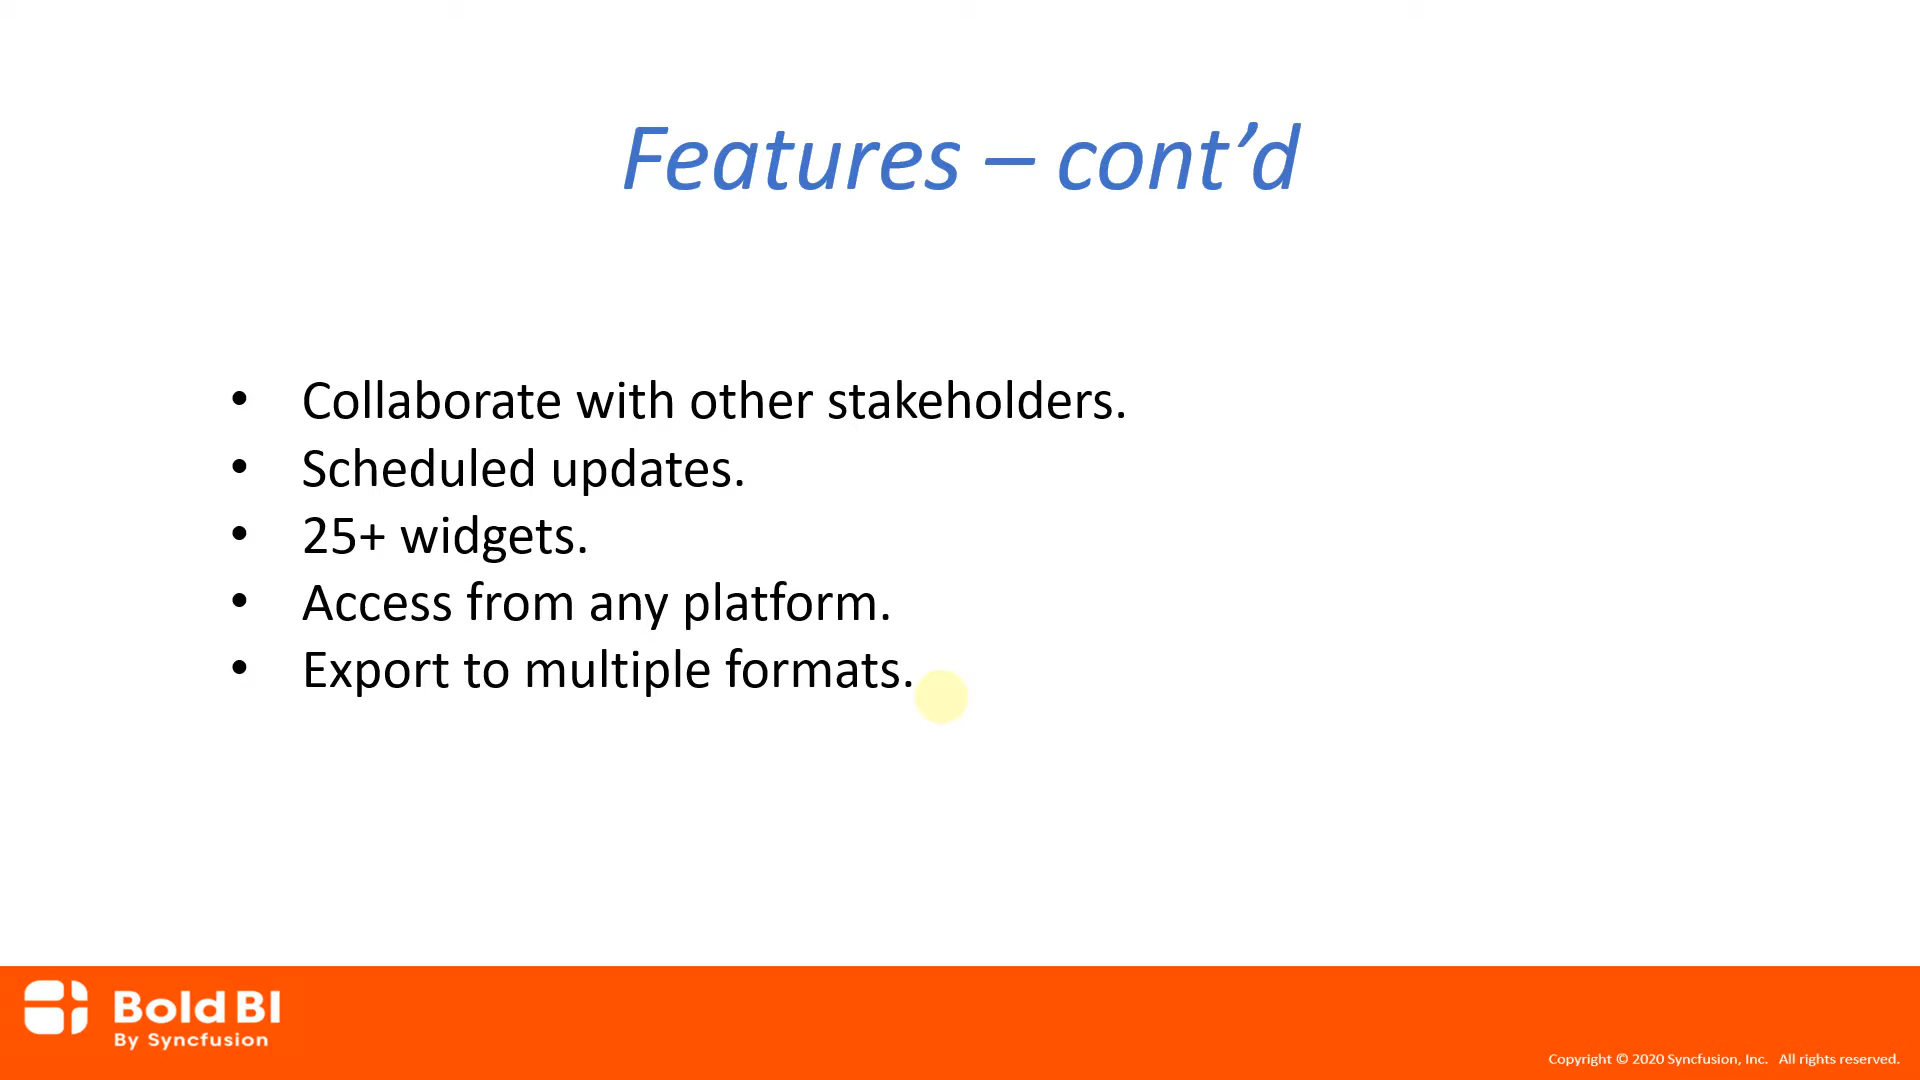 Features – cont’d
• Collaborate with other stakeholders.
• Scheduled updates.
• 25+ widgets.
• Access from any platform.
• Export to multiple formats.
Bold BI
By Syncfusion
Copyright © 2020 Syncfusion, Inc. All rights reserved.